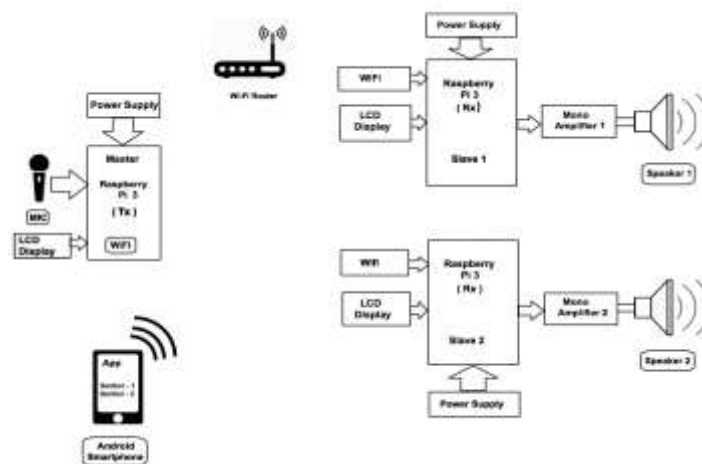 Wi-Fi Router
Power Supply
Master
Raspberry
Pi 3
( Tx )
WiFi
MIC
LCD
Display
App
Section - 1
Section - 2
Android
Smartphone
Power Supply
WiFi
LCD
Display
Raspberry
Pi 3
( Rx )
Slave 1
Mono
Amplifier 1
Speaker 1
Wifi
LCD
Display
Raspberry
Pi 3
( Rx )
Slave 2
Mono
Amplifier 2
Speaker 2
Power Supply